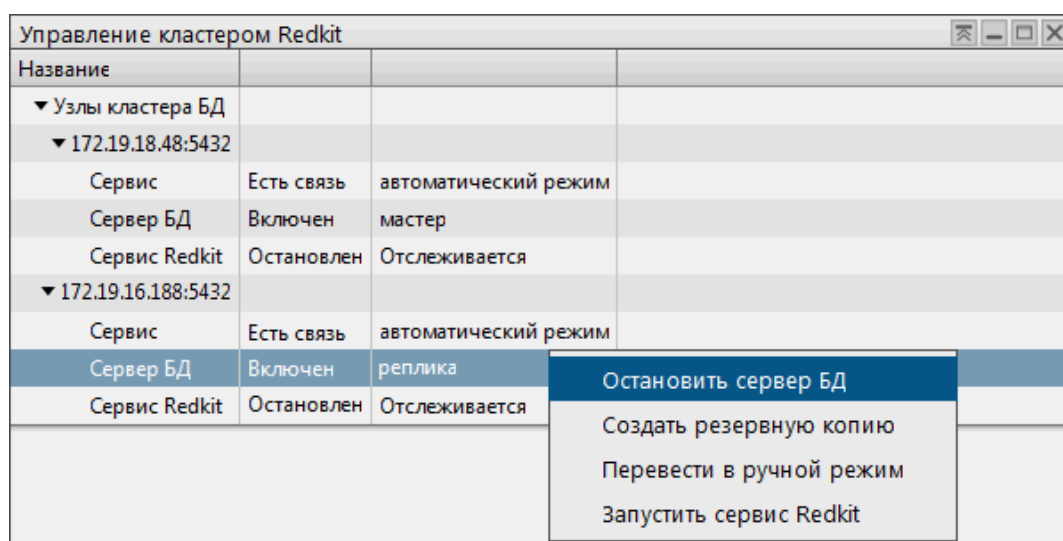 Управление кластером Redkit
Название
Узлы кластера БД
172.19.18.48:5432
Сервис Есть связь автоматический режим
Сервер БД Включен мастер
Сервис Redkit Остановлен Отслеживается
172.19.16.188:5432
Сервис Есть связь автоматический режим
Сервер БД Включен реплика
Сервис Redkit Остановлен Отслеживается
Остановить сервер БД
Создать резервную копию
Перевести в ручной режим
Запустить сервис Redkit